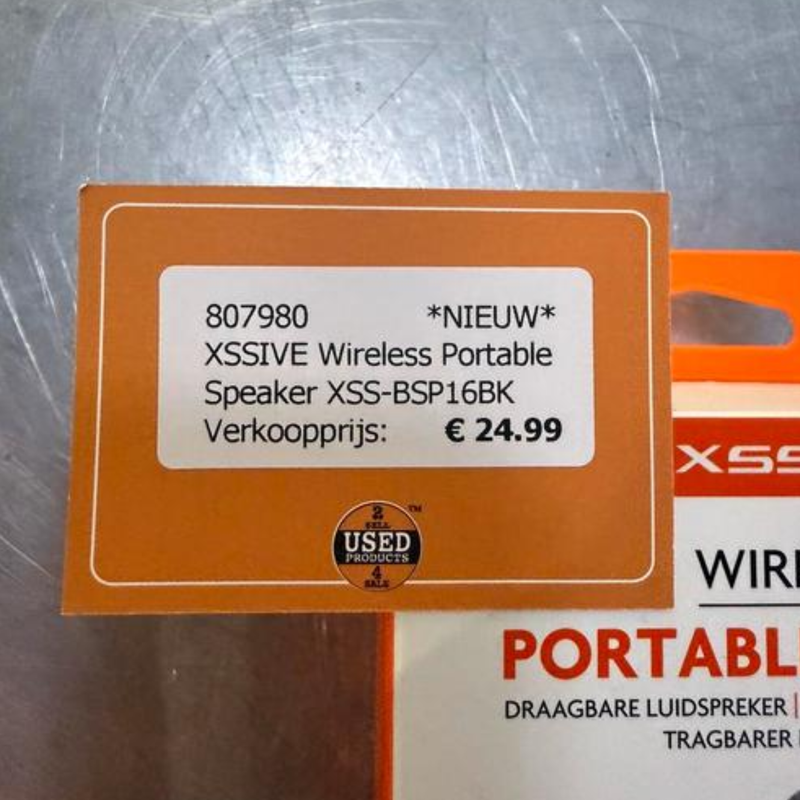 807980 *NIEUW*
XSSIVE Wireless Portable
Speaker XSS-BSP16BK
Verkoopprijs: € 24.99
2
SELL
USED
PRODUCTS
4
SALE
™
XSS
WIRE
PORTABL
DRAAGBARE LUIDSPREKER |
TRAGBARER